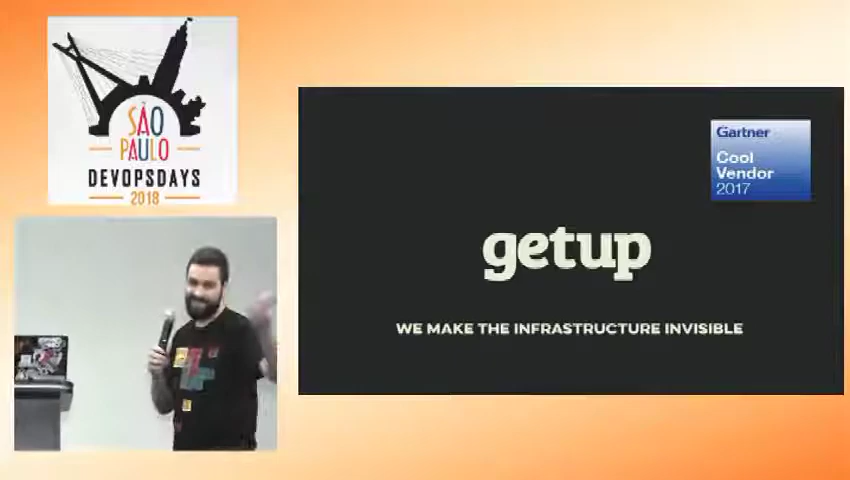 SÃO
PAULO
DEVOPSDAYS
2018
Gartner
Cool
Vendor
2017
getup
WE MAKE THE INFRASTRUCTURE INVISIBLE